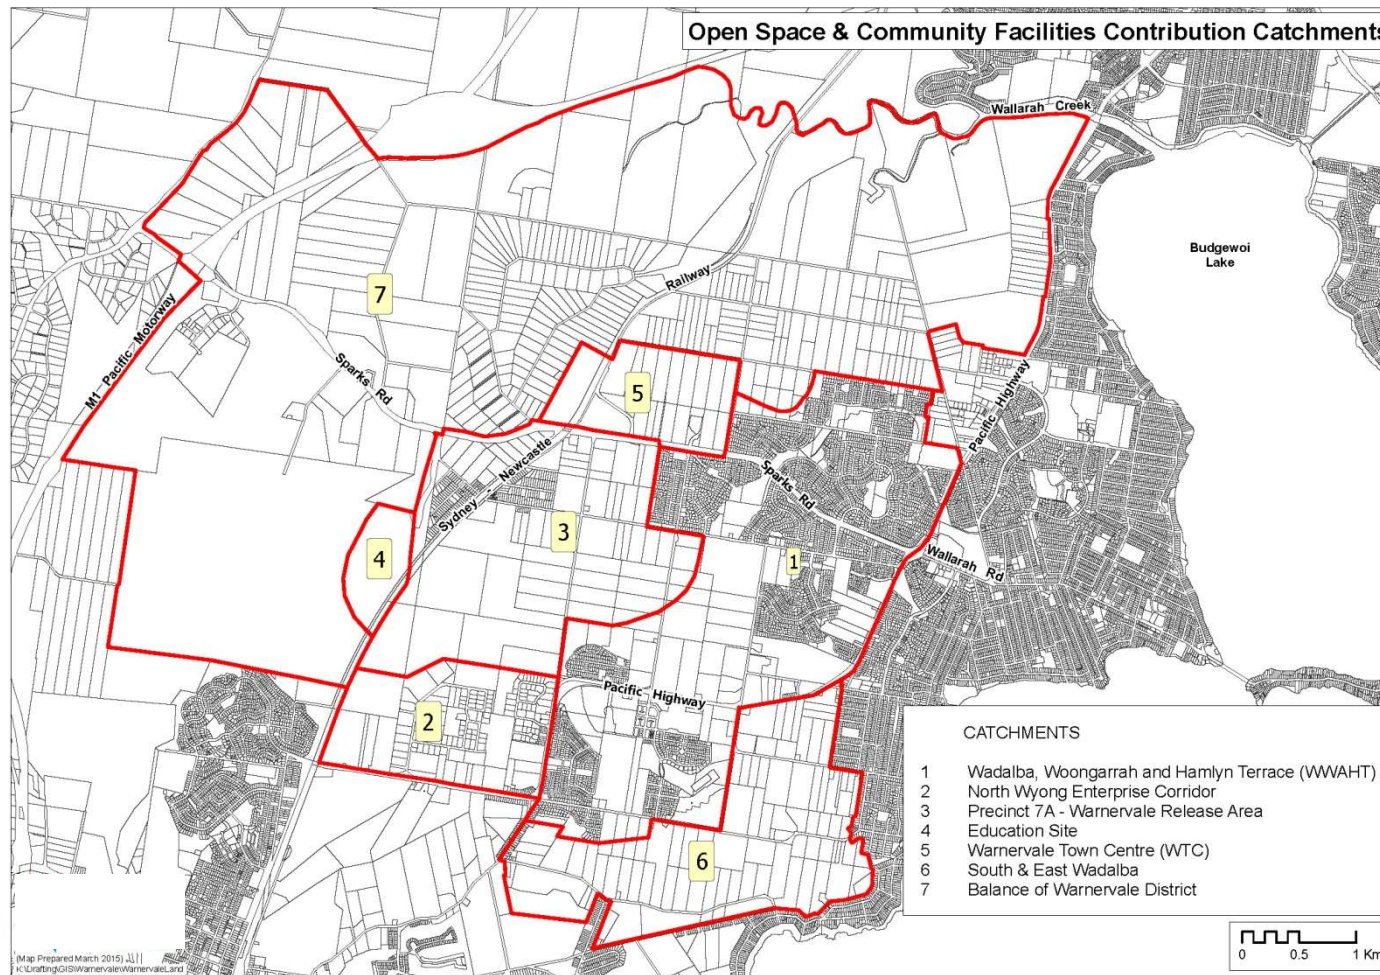 Open Space & Community Facilities Contribution Catchments
Wallarah Creek
Budgewoi
Lake
Railway
7
M1 Pacific Motorway
Sparks Rd
5
Pacific Highway
Sydney - Newcastle
Sparks Rd
3
4
1
Wallarah Rd
Pacific Highway
2
6
CATCHMENTS
1 Wadalba, Woongarrah and Hamlyn Terrace (WWAHT)
2 North Wyong Enterprise Corridor
3 Precinct 7A - Warnervale Release Area
4 Education Site
5 Warnervale Town Centre (WTC)
6 South & East Wadalba
7 Balance of Warnervale District
0 0.5 1 Km
(Map Prepared March 2015)
K:\Drafting\GIS\Warnervale\WarnervaleLand